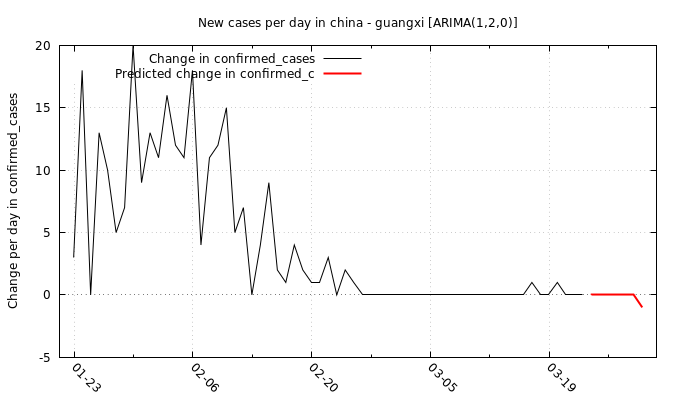 New cases per day in china - guangxi [ARIMA(1,2,0)]
Change in confirmed_cases
Predicted change in confirmed_c
Change per day in confirmed_cases
20
15
10
5
0
-5
01-23
02-06
02-20
03-05
03-19